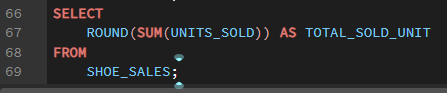 66 SELECT
67 ROUND(SUM(UNITS_SOLD)) AS TOTAL_SOLD_UNIT
68 FROM
69 SHOE_SALES;